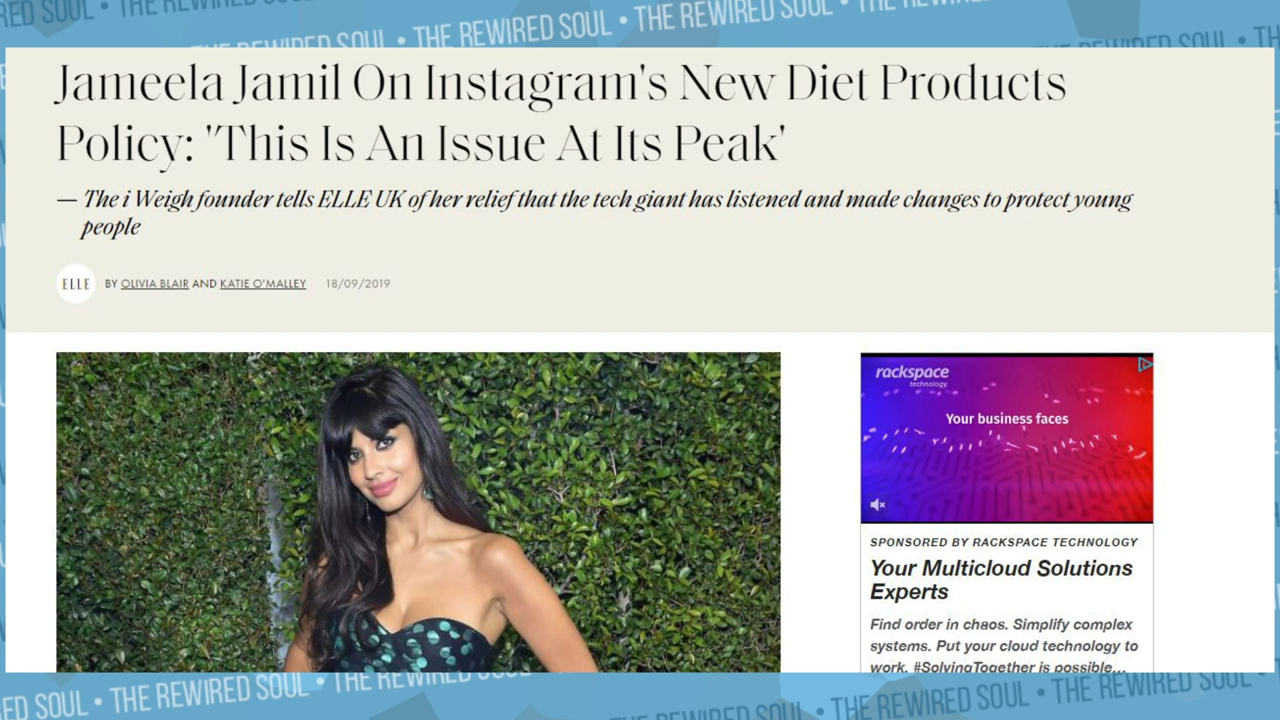 RED SOUL • THE REWIRED SOUL • THE REWIRED SOUL • THE REWIRED SOUL • THE
Jameela Jamil On Instagram's New Diet Products
Policy: 'This Is An Issue At Its Peak'
— The i Weigh founder tells ELLE UK of her relief that the tech giant has listened and made changes to protect young
people
ELLE
BY OLIVIA BLAIR AND KATIE O'MALLEY 18/09/2019
rackspace
technology.
Your business faces
SPONSORED BY RACKSPACE TECHNOLOGY
Your Multicloud Solutions
Experts
Find order in chaos. Simplify complex
systems. Put your cloud technology to
work. #SolvingTogether is possible...
ED SOUL • THE REWIRED SOUL • THE REWIRED SOUL • THE REWIRED SOUL • THE REWIRED SOUL •